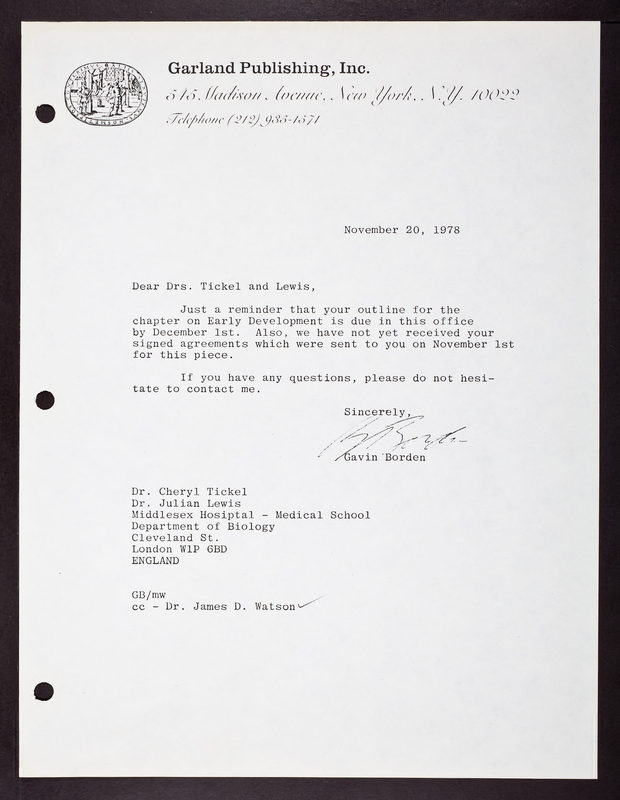 Garland Publishing, Inc.
545 Madison Avenue, New York, N.Y. 10022
Telephone (212) 935-1571
November 20, 1978
Dear Drs. Tickel and Lewis,
Just a reminder that your outline for the
chapter on Early Development is due in this office
by December 1st. Also, we have not yet received your
signed agreements which were sent to you on November 1st
for this piece.
If you have any questions, please do not hesi-
tate to contact me.
Sincerely,
Gavin Borden
Dr. Cheryl Tickel
Dr. Julian Lewis
Middlesex Hosiptal - Medical School
Department of Biology
Cleveland St.
London W1P 6BD
ENGLAND
GB/mw
cc - Dr. James D. Watson